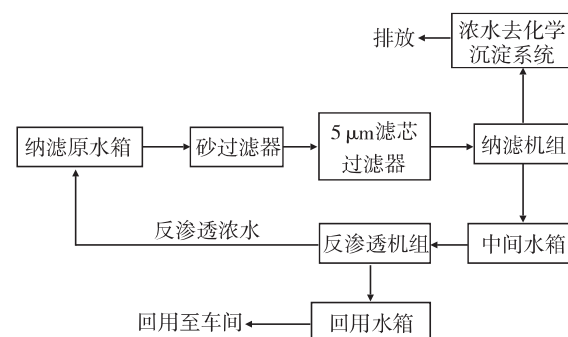 排放
浓水去化学
沉淀系统
纳滤原水箱
砂过滤器
5 μm滤芯
过滤器
纳滤机组
反渗透浓水
反渗透机组
中间水箱
回用至车间
回用水箱